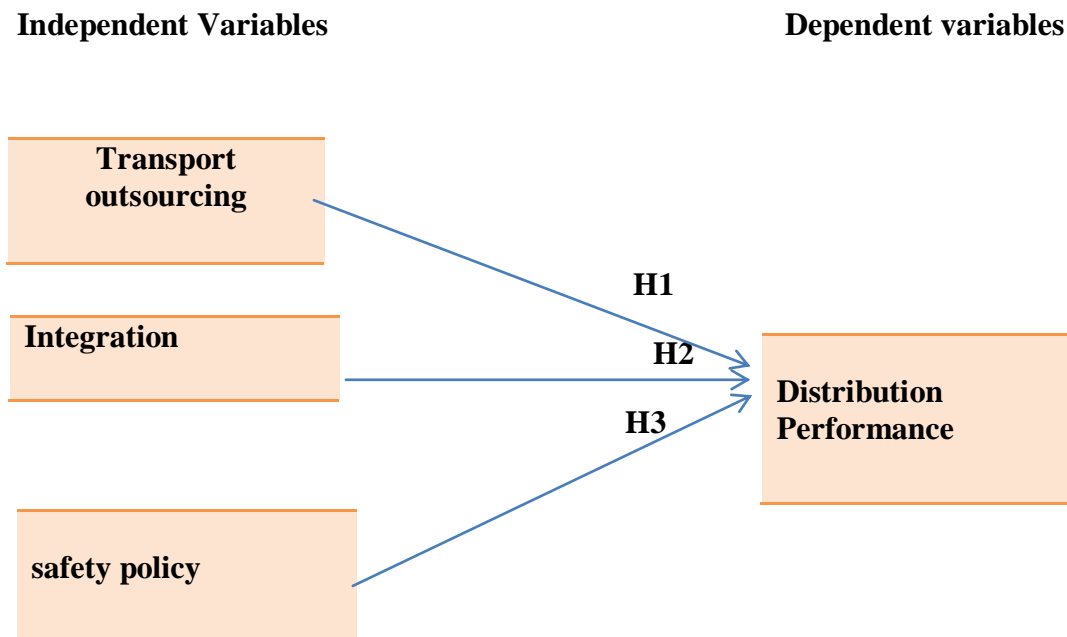 Independent Variables
Dependent variables
Transport
outsourcing
H1
Integration
H2
Distribution
Performance
H3
safety policy